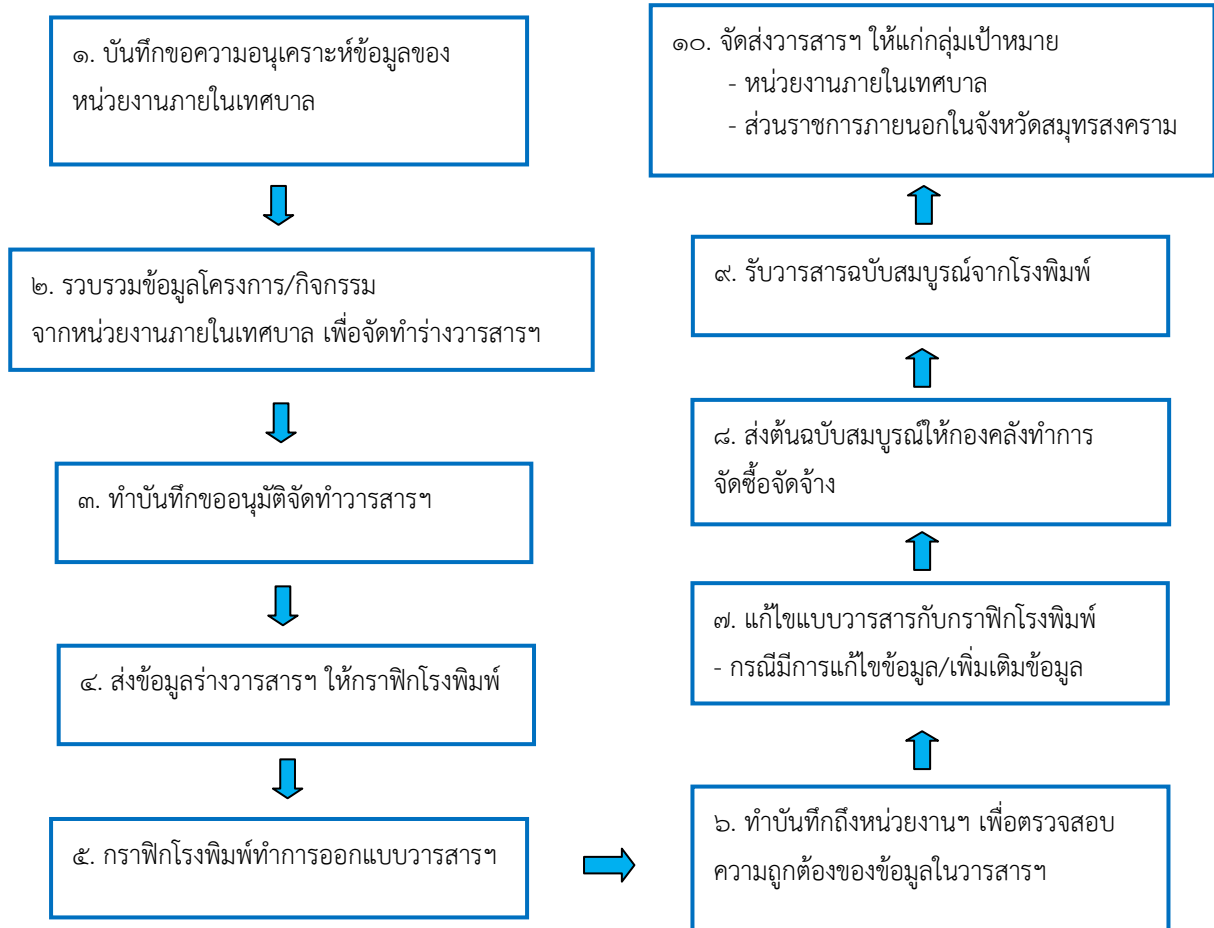 ๑. บันทึกขอความอนุเคราะห์ข้อมูลของ
หน่วยงานภายในเทศบาล
๒. รวบรวมข้อมูลโครงการ/กิจกรรม
จากหน่วยงานภายในเทศบาล เพื่อจัดทำร่างวารสารฯ
๓. ทำบันทึกขออนุมัติจัดทำวารสารฯ
๔. ส่งข้อมูลร่างวารสารฯ ให้กราฟิกโรงพิมพ์
๕. กราฟิกโรงพิมพ์ทำการออกแบบวารสารฯ
๖. ทำบันทึกถึงหน่วยงานฯ เพื่อตรวจสอบ
ความถูกต้องของข้อมูลในวารสารฯ
๗. แก้ไขแบบวารสารกับกราฟิกโรงพิมพ์
- กรณีมีการแก้ไขข้อมูล/เพิ่มเติมข้อมูล
๘. ส่งต้นฉบับสมบูรณ์ให้กองคลังทำการ
จัดซื้อจัดจ้าง
๙. รับวารสารฉบับสมบูรณ์จากโรงพิมพ์
๑๐. จัดส่งวารสารฯ ให้แก่กลุ่มเป้าหมาย
- หน่วยงานภายในเทศบาล
- ส่วนราชการภายนอกในจังหวัดสมุทรสงคราม